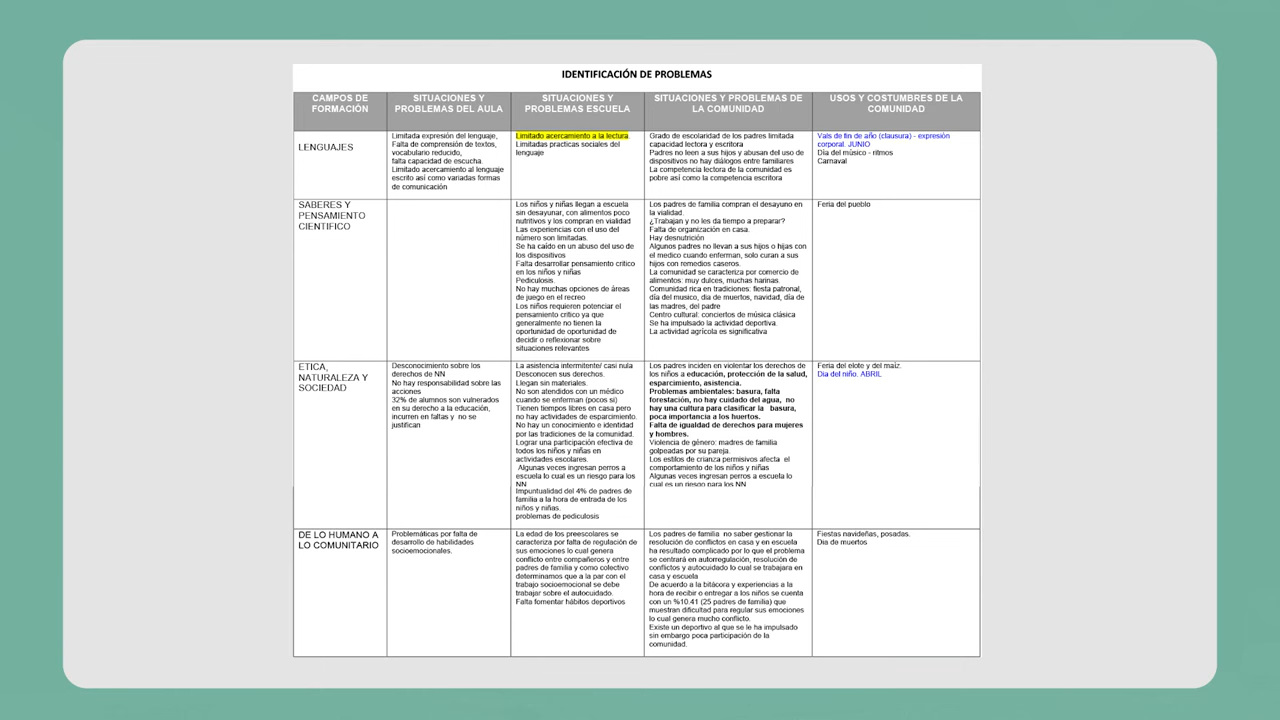 IDENTIFICACIÓN DE PROBLEMAS
CAMPOS DE
FORMACIÓN
SITUACIONES Y
PROBLEMAS DEL AULA
SITUACIONES Y
PROBLEMAS ESCUELA
SITUACIONES Y PROBLEMAS DE
LA COMUNIDAD
USOS Y COSTUMBRES DE LA
COMUNIDAD
LENGUAJES
Limitada expresión del lenguaje,
Falta de comprensión de textos,
vocabulario reducido,
falta capacidad de escucha.
Limitado acercamiento al lenguaje
escrito así como variadas formas
de comunicación
Limitado acercamiento a la lectura
Limitadas practicas sociales del
lenguaje
Grado de escolaridad de los padres limitada
capacidad lectora y escritora
Padres no leen a sus hijos y abusan del uso de
dispositivos no hay diálogos entre familiares
La competencia lectora de la comunidad es
pobre así como la competencia escritora
Vals de fin de año (clausura) - expresión
corporal. JUNIO
Día del músico - ritmos
Carnaval
SABERES Y
PENSAMIENTO
CIENTIFICO
Los niños y niñas llegan a escuela
sin desayunar, con alimentos poco
nutritivos y los compran en vialidad
Las experiencias con el uso del
número son limitadas.
Se ha caído en un abuso del uso de
los dispositivos
Falta desarrollar pensamiento critico
en los niños y niñas
Pediculosis.
No hay muchas opciones de áreas
de juego en el recreo
Los niños requieren potenciar el
pensamiento crítico ya que
generalmente no tienen la
oportunidad de oportunidad de
decidir o reflexionar sobre
situaciones relevantes
Los padres de familia compran el desayuno en
la vialidad.
¿Trabajan y no les da tiempo a preparar?
Falta de organización en casa.
Hay desnutrición
Algunos padres no llevan a sus hijos o hijas con
el medico cuando enferman, solo curan a sus
hijos con remedios caseros.
La comunidad se caracteriza por comercio de
alimentos: muy dulces, muchas harinas.
Comunidad rica en tradiciones: fiesta patronal,
día del musico, dia de muertos, navidad, día de
las madres, del padre
Centro cultural: conciertos de música clásica
Se ha impulsado la actividad deportiva.
La actividad agrícola es significativa
Feria del pueblo
ETICA,
NATURALEZA Y
SOCIEDAD
Desconocimiento sobre los
derechos de NN
No hay responsabilidad sobre las
acciones
32% de alumnos son vulnerados
en su derecho a la educación,
incurren en faltas y no se
justifican
La asistencia intermitente/ casi nula
Desconocen sus derechos.
Llegan sin materiales.
No son atendidos con un médico
cuando se enferman (pocos si)
Tienen tiempos libres en casa pero
no hay actividades de esparcimiento.
No hay un conocimiento e identidad
por las tradiciones de la comunidad.
Lograr una participación efectiva de
todos los niños y niñas en
actividades escolares.
Algunas veces ingresan perros a
escuela lo cual es un riesgo para los
NN
Impuntualidad del 4% de padres de
familia a la hora de entrada de los
niños y niñas.
problemas de pediculosis
Los padres inciden en violentar los derechos de
los niños a educación, protección de la salud,
esparcimiento, asistencia.
Problemas ambientales: basura, falta
forestación, no hay cuidado del agua, no
hay una cultura para clasificar la basura,
poca importancia a los huertos.
Falta de igualdad de derechos para mujeres
y hombres.
Violencia de género: madres de familia
golpeadas por su pareja.
Los estilos de crianza permisivos afecta el
comportamiento de los niños y niñas
Algunas veces ingresan perros a escuela lo
cual es un riesgo para los NN
Feria del elote y del maíz.
Dia del niño. ABRIL
DE LO HUMANO A
LO COMUNITARIO
Problemáticas por falta de
desarrollo de habilidades
socioemocionales.
La edad de los preescolares se
caracteriza por falta de regulación de
sus emociones lo cual genera
conflicto entre compañeros y entre
padres de familia y como colectivo
determinamos que a la par con el
trabajo socioemocional se debe
trabajar sobre el autocuidado.
Falta fomentar hábitos deportivos
Los padres de familia no saber gestionar la
resolución de conflictos en casa y en escuela
ha resultado complicado por lo que el problema
se centrará en autorregulación, resolución de
conflictos y autocuidado lo cual se trabajara en
casa y escuela
De acuerdo a la bitácora y experiencias a la
hora de recibir o entregar a los niños se cuenta
con un %10.41 (25 padres de familia) que
muestran dificultad para regular sus emociones
lo cual genera mucho conflicto.
Existe un deportivo al que se le ha impulsado
sin embargo poca participación de la
comunidad.
Fiestas navideñas, posadas.
Dia de muertos